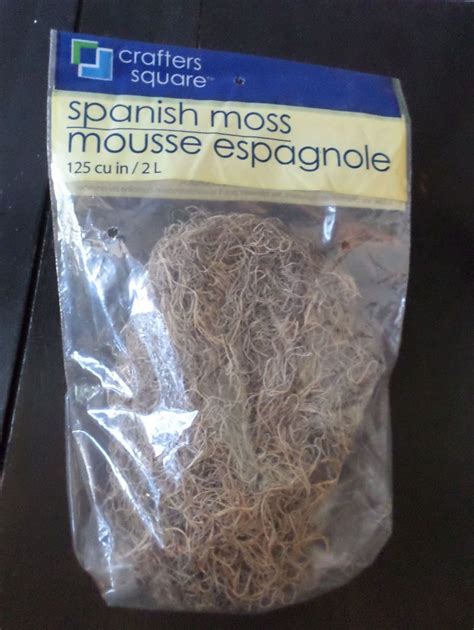 crafters
square™
spanish moss
mousse espagnole
125 cu in / 2 L